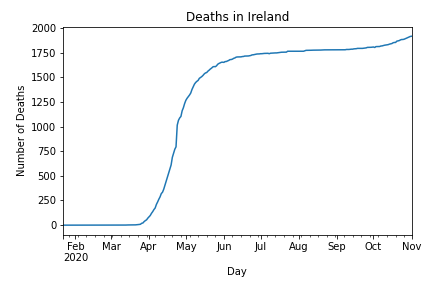 Deaths in Ireland
Number of Deaths
2000
1750
1500
1250
1000
750
500
250
0
Feb Mar Apr May Jun Jul Aug Sep Oct Nov
2020
Day